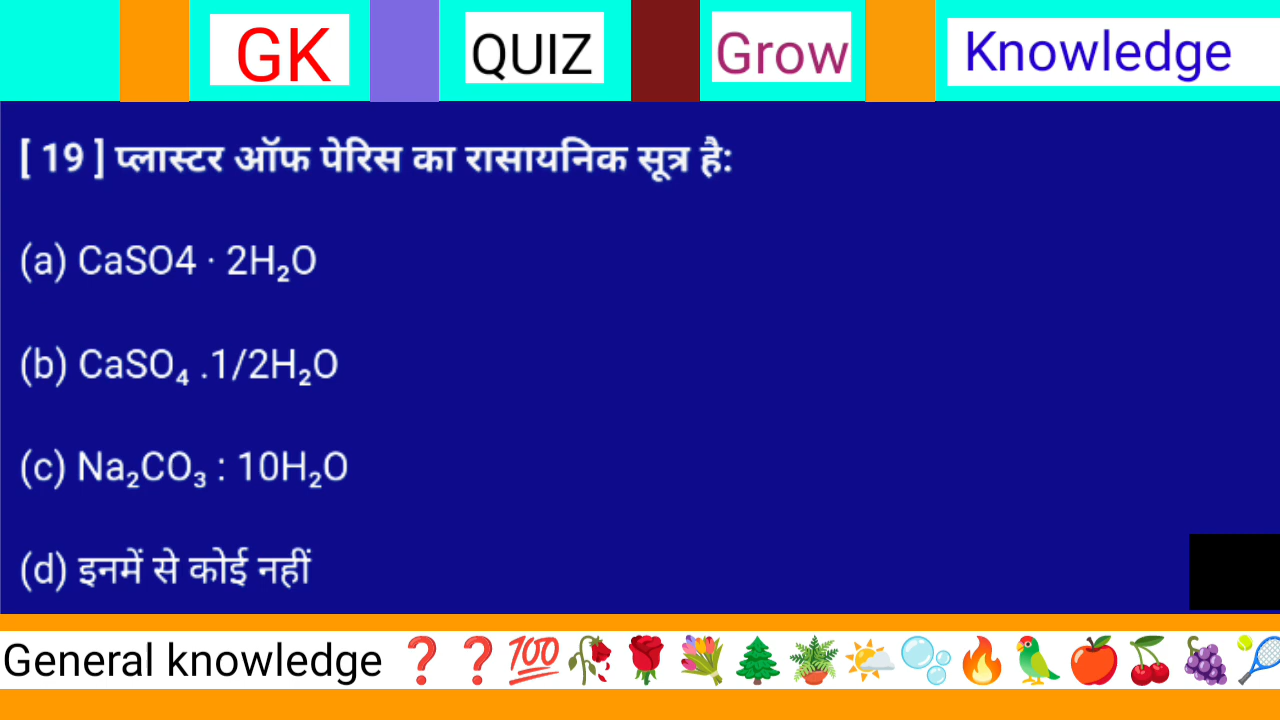 GK QUIZ Grow Knowledge
[ 19 ] प्लास्टर ऑफ पेरिस का रासायनिक सूत्र है:
(a) CaSO4 · 2H₂O
(b) CaSO₄ .1/2H₂O
(c) Na₂CO₃ : 10H₂O
(d) इनमें से कोई नहीं
General knowledge ❓❓💯🥀🌹💐🌲🪴🌤️🫧🔥🦜🍎🍒🍇🎾